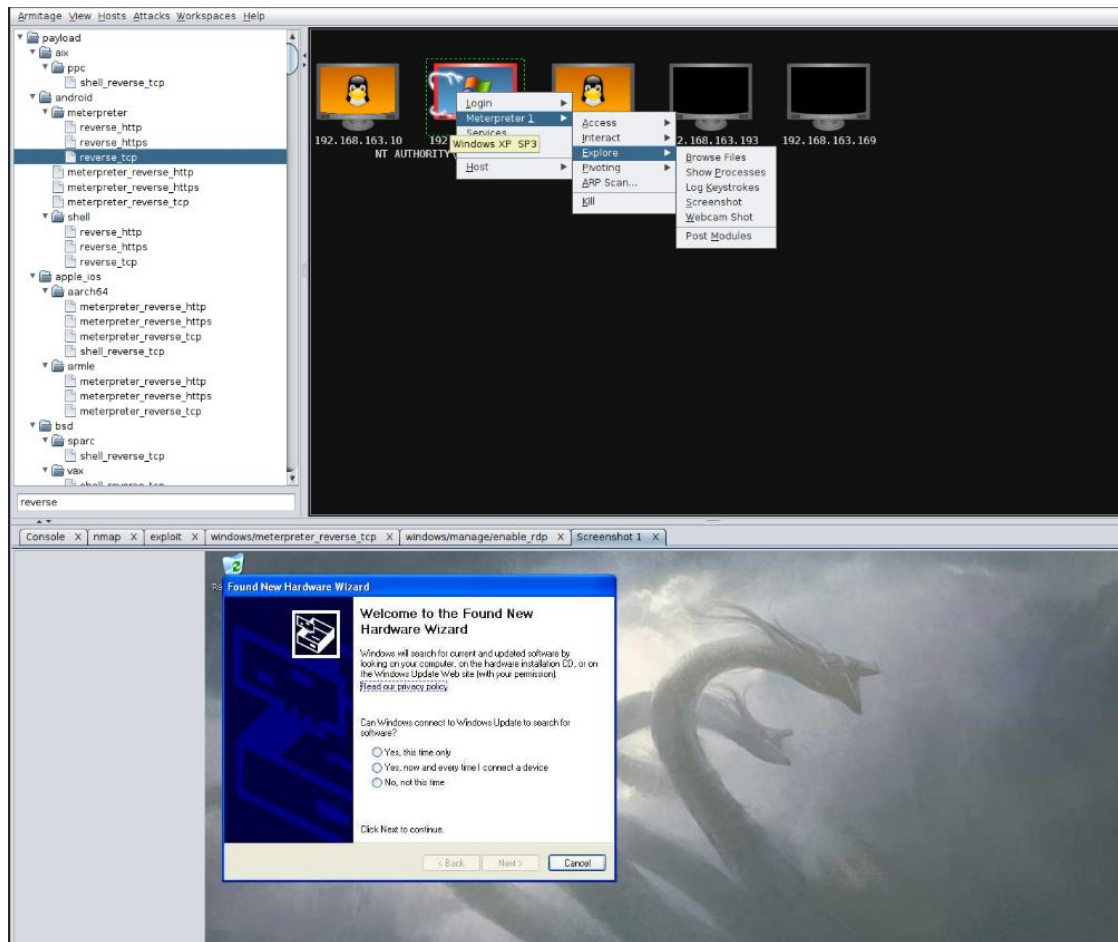 Armitage View Hosts Attacks Workspaces Help
payload
aix
ppc
shell_reverse_tcp
android
meterpreter
reverse_http
reverse_https
reverse_tcp
meterpreter_reverse_http
meterpreter_reverse_https
meterpreter_reverse_tcp
shell
reverse_http
reverse_https
reverse_tcp
apple_ios
aarch64
meterpreter_reverse_http
meterpreter_reverse_https
meterpreter_reverse_tcp
shell_reverse_tcp
armle
meterpreter_reverse_http
meterpreter_reverse_https
meterpreter_reverse_tcp
bsd
sparc
shell_reverse_tcp
vax
shell_reverse_tcp
reverse
192.168.163.10
192
NT AUTHORITY
2.168.163.193
192.168.163.169
Login
Meterpreter 1
Services
Windows XP SP3
Host
Access
Interact
Explore
Pivoting
ARP Scan...
Kill
Browse Files
Show Processes
Log Keystrokes
Screenshot
Webcam Shot
Post Modules
Console X nmap X exploit X windows/meterpreter_reverse_tcp X windows/manage/enable_rdp X Screenshot 1 X
Re
Found New Hardware Wizard
Welcome to the Found New
Hardware Wizard
Windows will search for current and updated software by
looking on your computer, on the hardware installation CD, or on
the Windows Update Web site (with your permission).
Read our privacy policy
Can Windows connect to Windows Update to search for
software?
Yes, this time only
Yes, now and every time I connect a device
No, not this time
Click Next to continue.
< Back Next > Cancel